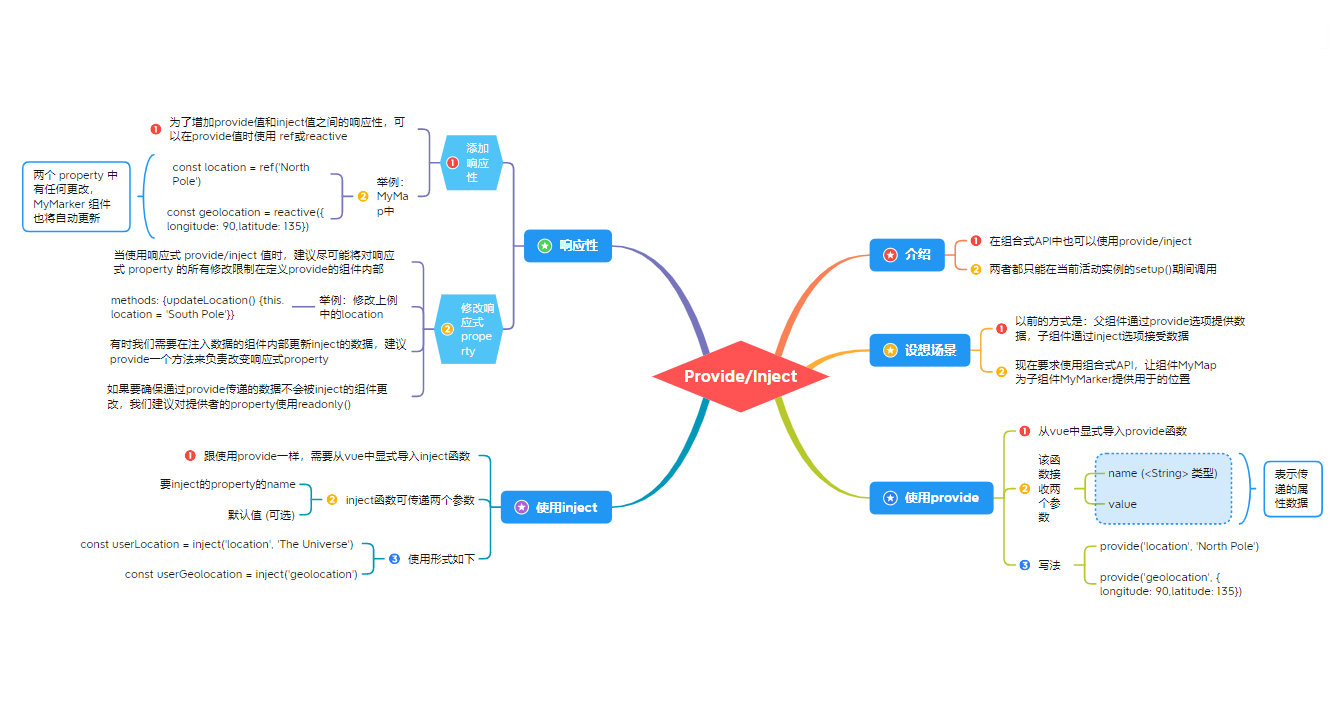 Provide/Inject
介绍
在组合式API中也可以使用provide/inject
两者都只能在当前活动实例的setup()期间调用
设想场景
以前的方式是：父组件通过provide选项提供数
据，子组件通过inject选项接受数据
现在要求使用组合式API，让组件MyMap
为子组件MyMarker提供用于的位置
使用provide
从vue中显式导入provide函数
该函
数接
收两
个参
数
name (<String> 类型)
value
表示传
递的属
性数据
写法
provide('location', 'North Pole')
provide('geolocation', {
longitude: 90,latitude: 135})
响应性
添加
响应
性
为了增加provide值和inject值之间的响应性，可
以在provide值时使用 ref或reactive
举例：
MyMa
p中
const location = ref('North
Pole')
const geolocation = reactive({
longitude: 90,latitude: 135})
两个 property 中
有任何更改，
MyMarker 组件
也将自动更新
修改响
应式
prope
rty
当使用响应式 provide/inject 值时，建议尽可能将对响应
式 property 的所有修改限制在定义provide的组件内部
举例：修改上例
中的location
methods: {updateLocation() {this.
location = 'South Pole'}}
有时我们需要在注入数据的组件内部更新inject的数据，建议
provide一个方法来负责改变响应式property
如果要确保通过provide传递的数据不会被inject的组件更
改，我们建议对提供者的property使用readonly()
使用inject
跟使用provide一样，需要从vue中显式导入inject函数
inject函数可传递两个参数
要inject的property的name
默认值 (可选)
使用形式如下
const userLocation = inject('location', 'The Universe')
const userGeolocation = inject('geolocation')